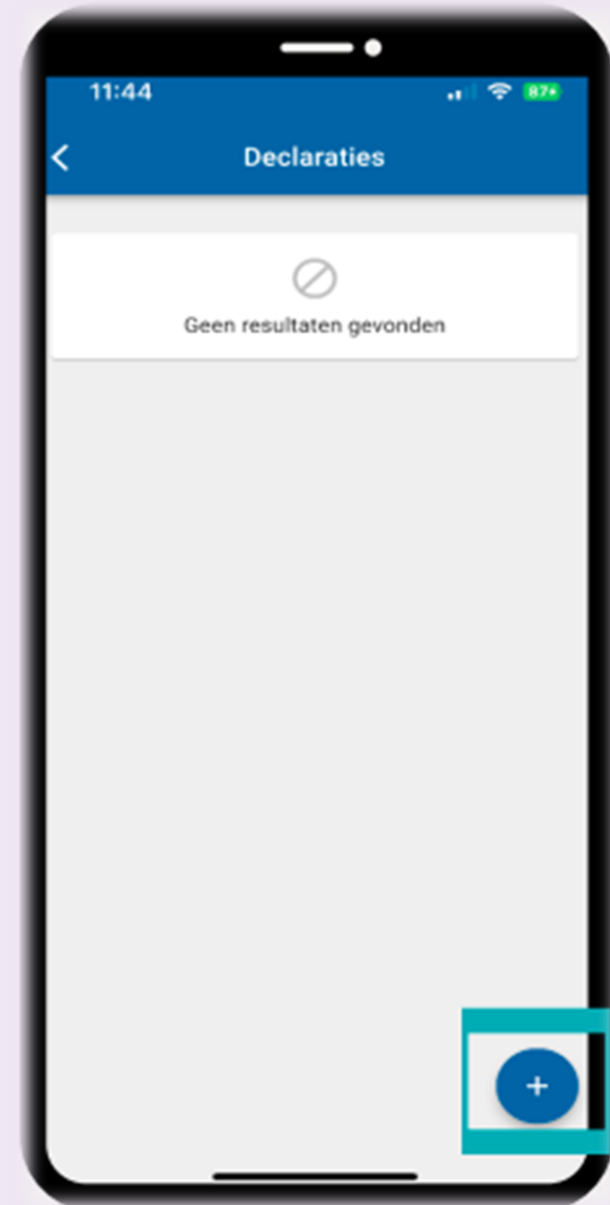 11:44
87
Declaraties
Geen resultaten gevonden
+